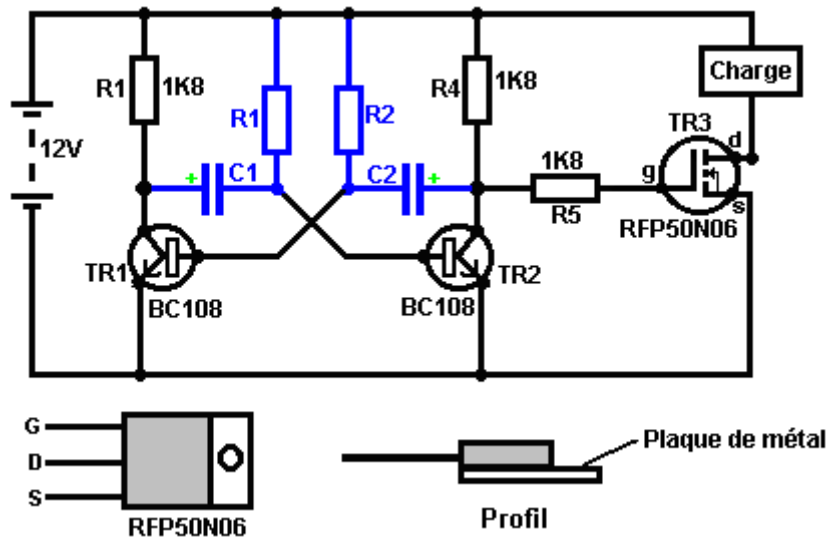 R1
1K8
R1
R2
R4
1K8
Charge
12V
TR3
+
C1
C2
+
1K8
d
g
s
R5
RFP50N06
TR1
TR2
BC108
BC108
G
D
S
RFP50N06
Plaque de métal
Profil